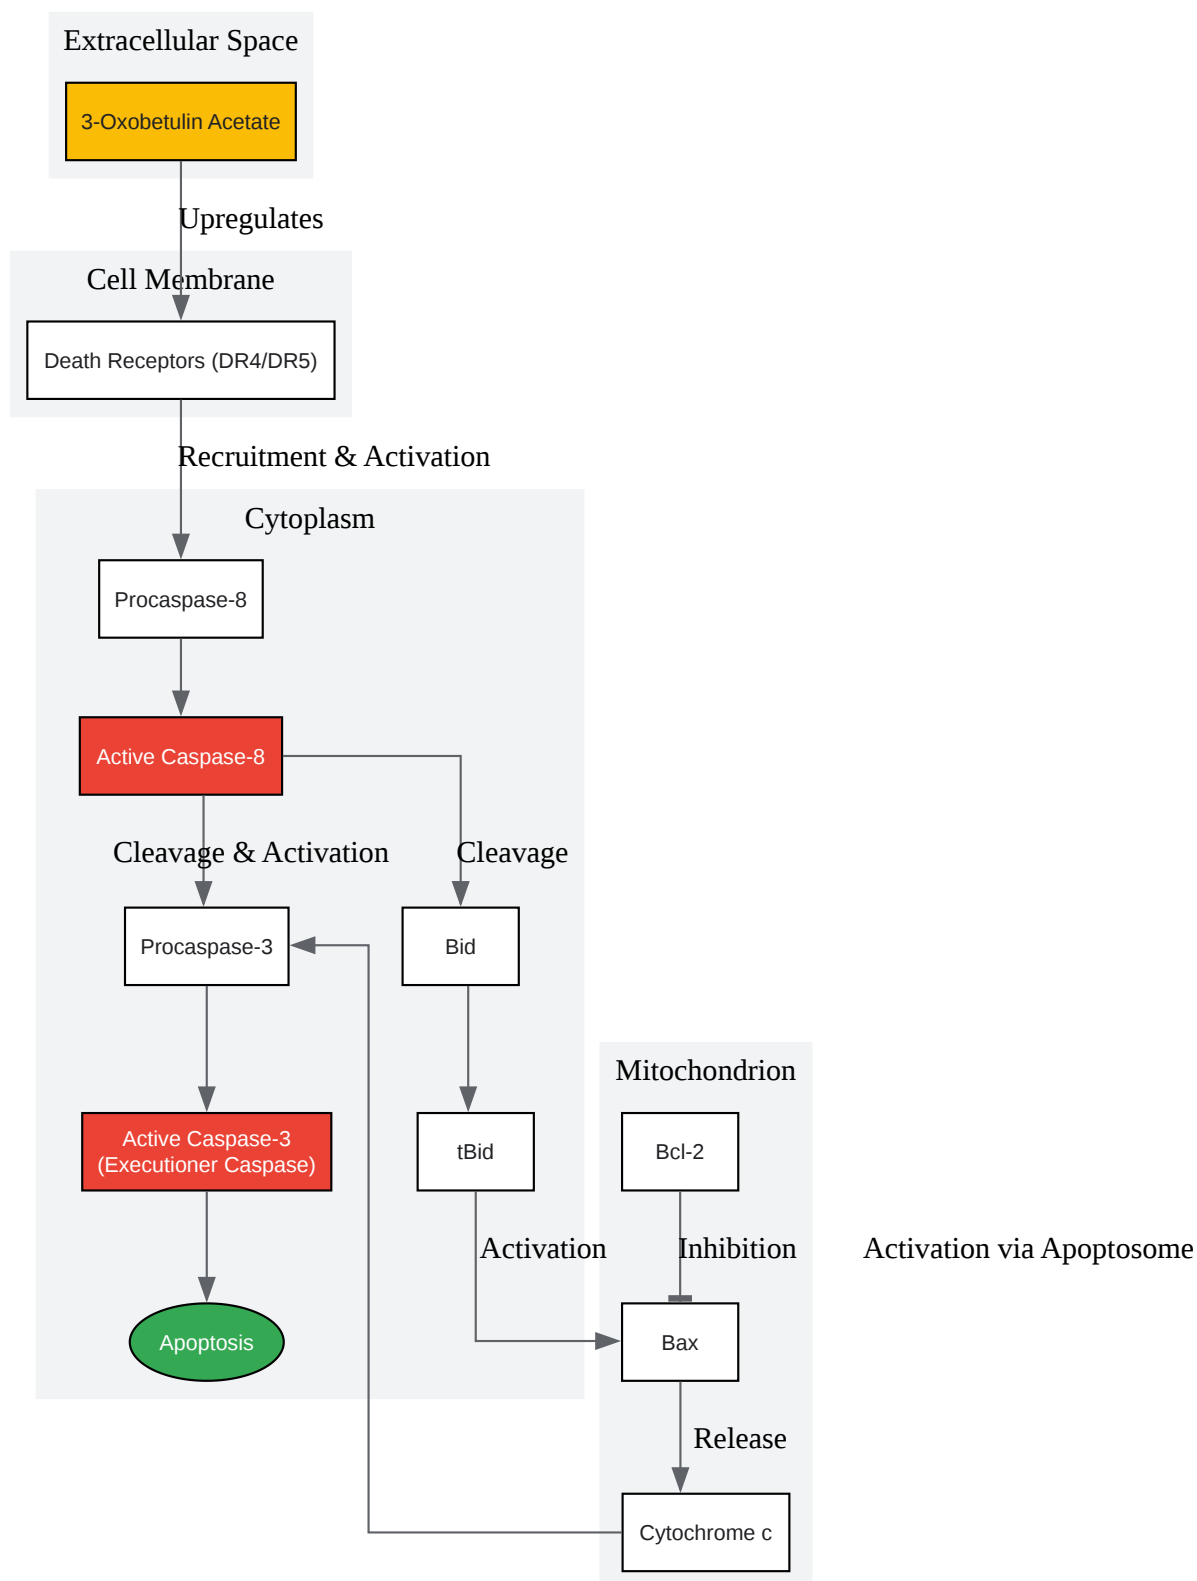 Extracellular Space
3-Oxobetulin Acetate
Upregulates
Cell Membrane
Death Receptors (DR4/DR5)
Recruitment & Activation
Cytoplasm
Procaspase-8
Active Caspase-8
Cleavage & Activation
Cleavage
Procaspase-3
Bid
Mitochondrion
Active Caspase-3
(Executioner Caspase)
tBid
Bcl-2
Activation
Inhibition
Activation via Apoptosome
Apoptosis
Bax
Release
Cytochrome c